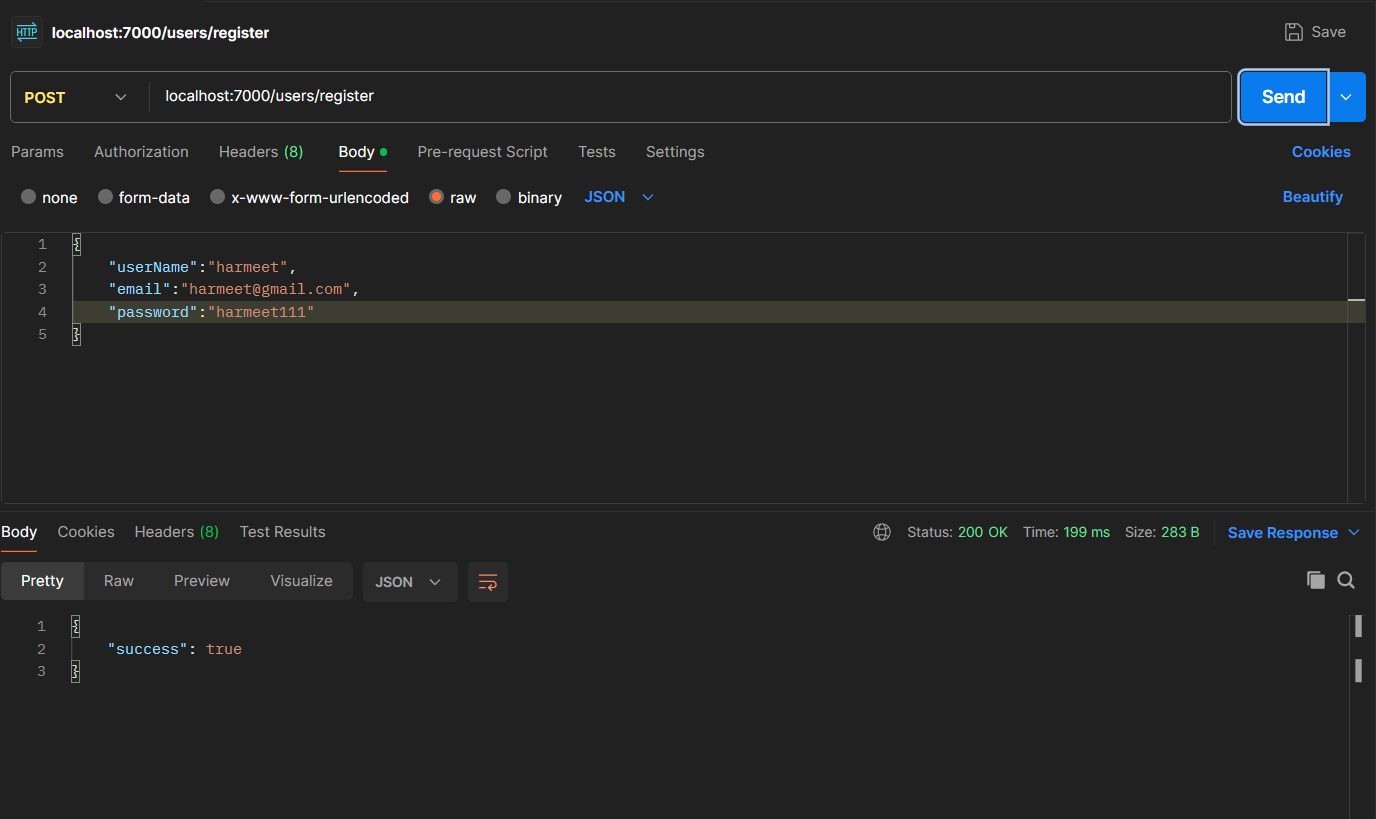 HTTP localhost:7000/users/register Save
POST localhost:7000/users/register Send
Params Authorization Headers (8) Body Pre-request Script Tests Settings Cookies
none form-data x-www-form-urlencoded raw binary JSON Beautify
1 {
2 "userName":"harmeet",
3 "email":"harmeet@gmail.com",
4 "password":"harmeet111"
5 }
Body Cookies Headers (8) Test Results Status: 200 OK Time: 199 ms Size: 283 B Save Response
Pretty Raw Preview Visualize JSON
1 {
2 "success": true
3 }